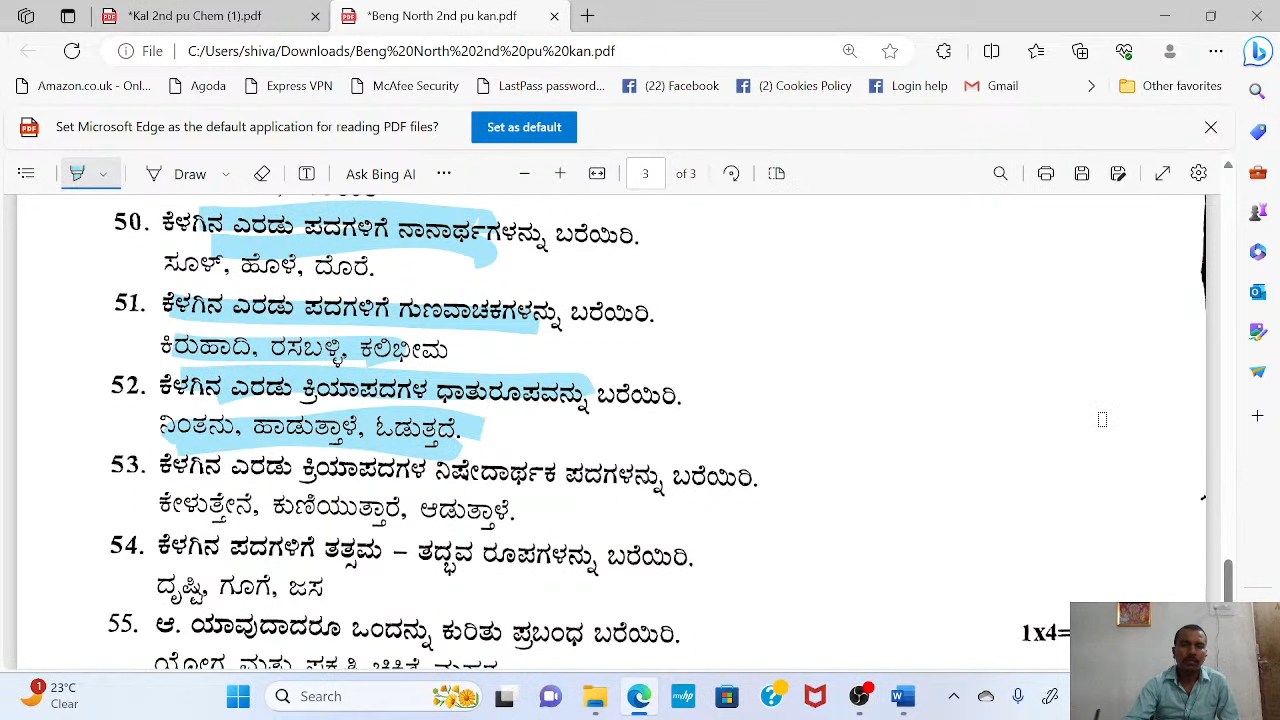 *Kal 2nd pu Chem (1).pdf
*Beng North 2nd pu kan.pdf
File C:/Users/shiva/Downloads/Beng%20North%202nd%20pu%20kan.pdf
Amazon.co.uk - Onl...
Agoda
Express VPN
McAfee Security
LastPass password...
(22) Facebook
(2) Cookies Policy
Login help
Gmail
Other favorites
Set Microsoft Edge as the default application for reading PDF files?
Set as default
Draw
Ask Bing AI
3 of 3
50. ಕೆಳಗಿನ ಎರಡು ಪದಗಳಿಗೆ ನಾನಾರ್ಥಗಳನ್ನು ಬರೆಯಿರಿ.
ಸೂಳ್, ಹೊಳೆ, ದೊರೆ.
51. ಕೆಳಗಿನ ಎರಡು ಪದಗಳಿಗೆ ಗುಣವಾಚಕಗಳನ್ನು ಬರೆಯಿರಿ.
ಕಿರುಹಾದಿ, ರಸಬಳ್ಳಿ, ಕಲಿಭೀಮ
52. ಕೆಳಗಿನ ಎರಡು ಕ್ರಿಯಾಪದಗಳ ಧಾತುರೂಪವನ್ನು ಬರೆಯಿರಿ.
ನಿಂತನು, ಹಾಡುತ್ತಾಳೆ, ಓಡುತ್ತದೆ.
53. ಕೆಳಗಿನ ಎರಡು ಕ್ರಿಯಾಪದಗಳ ನಿಷೇದಾರ್ಥಕ ಪದಗಳನ್ನು ಬರೆಯಿರಿ.
ಕೇಳುತ್ತೇನೆ, ಕುಣಿಯುತ್ತಾರೆ, ಆಡುತ್ತಾಳೆ.
54. ಕೆಳಗಿನ ಪದಗಳಿಗೆ ತತ್ಸಮ – ತದ್ಭವ ರೂಪಗಳನ್ನು ಬರೆಯಿರಿ.
ದೃಷ್ಟಿ, ಗೂಗೆ, ಜಸ
55. ಆ. ಯಾವುದಾದರೂ ಒಂದನ್ನು ಕುರಿತು ಪ್ರಬಂಧ ಬರೆಯಿರಿ. 1x4=
1
23°C
Clear
Search